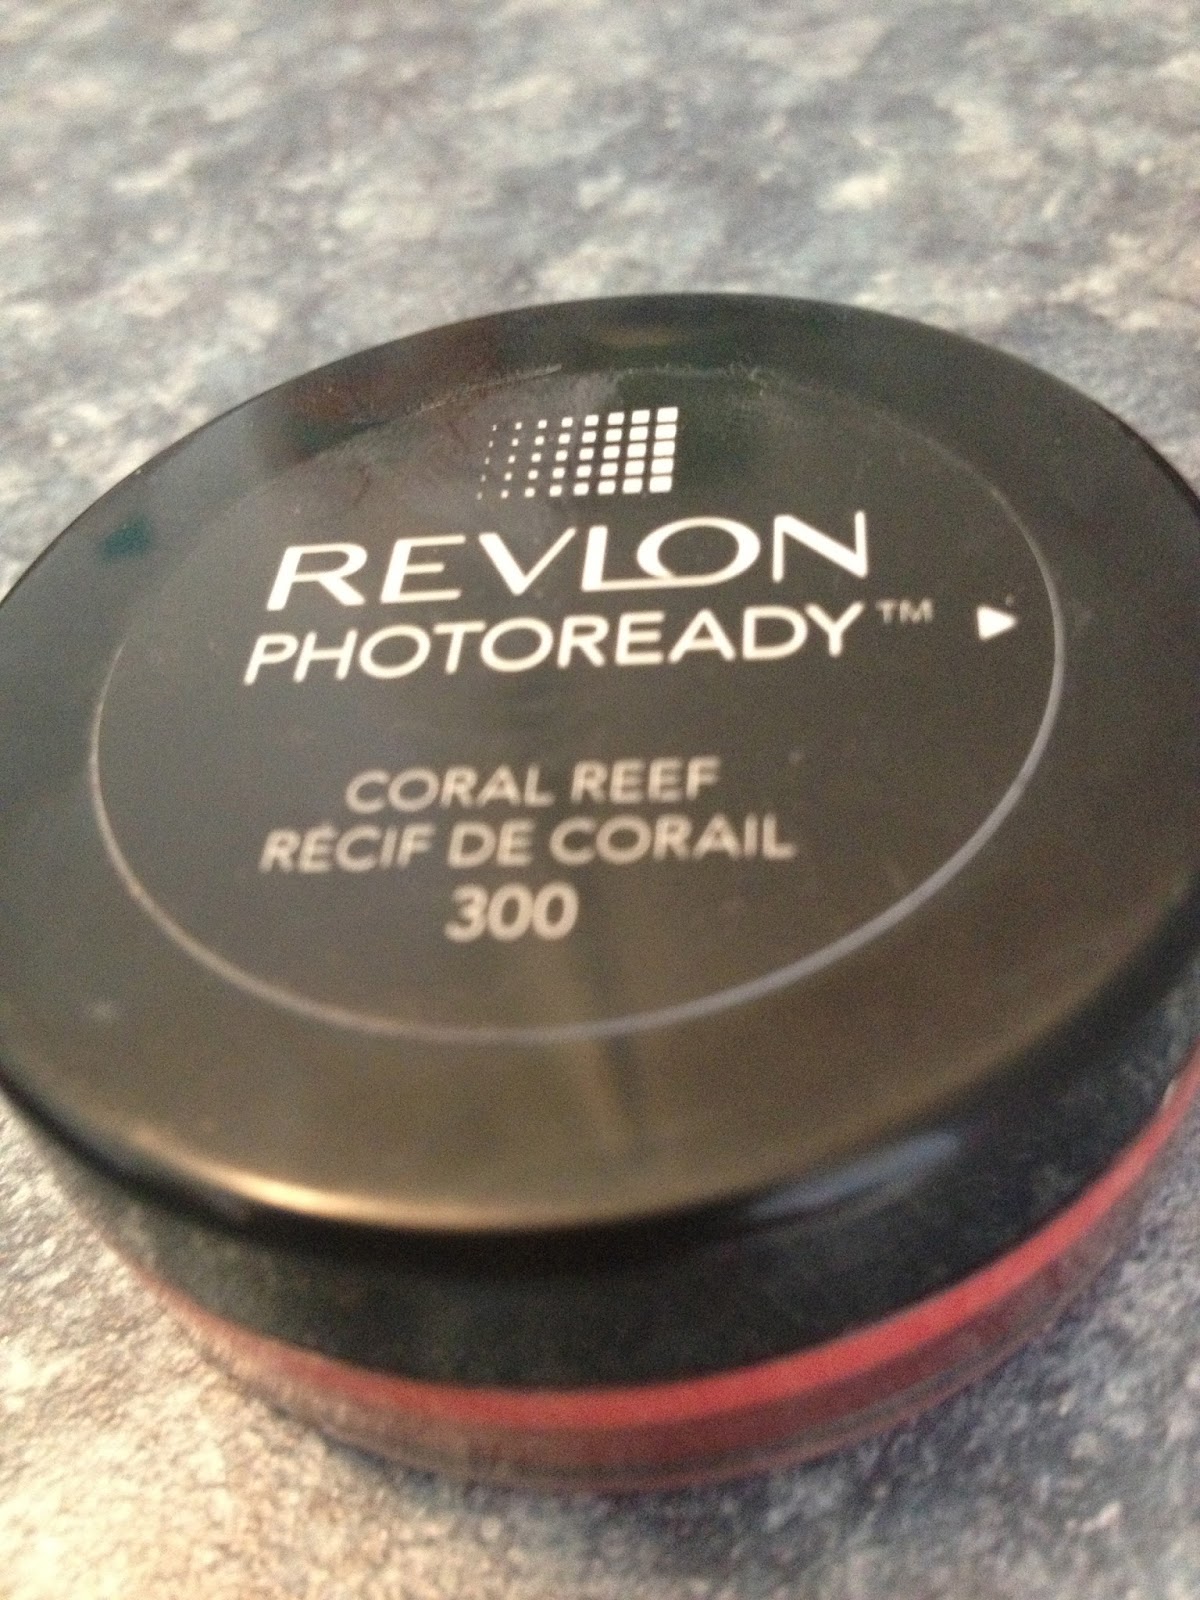 REVLON
PHOTOREADY™
CORAL REEF
RÉCIF DE CORAIL
300